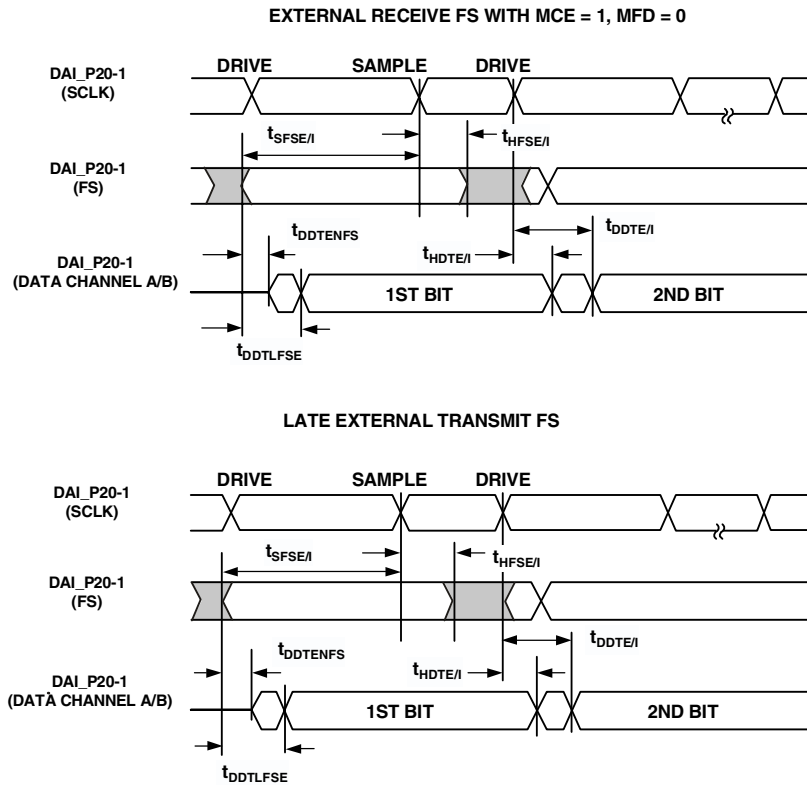 EXTERNAL RECEIVE FS WITH MCE = 1, MFD = 0
DRIVE SAMPLE DRIVE
DAI_P20-1
(SCLK)
tSFSE/I
tHFSE/I
DAI_P20-1
(FS)
tDDTENFS
tHDTE/I
tDDTE/I
DAI_P20-1
(DATA CHANNEL A/B)
1ST BIT
2ND BIT
tDDTLFSE
LATE EXTERNAL TRANSMIT FS
DRIVE SAMPLE DRIVE
DAI_P20-1
(SCLK)
tSFSE/I
tHFSE/I
DAI_P20-1
(FS)
tDDTENFS
tHDTE/I
tDDTE/I
DAI_P20-1
(DATA CHANNEL A/B)
1ST BIT
2ND BIT
tDDTLFSE